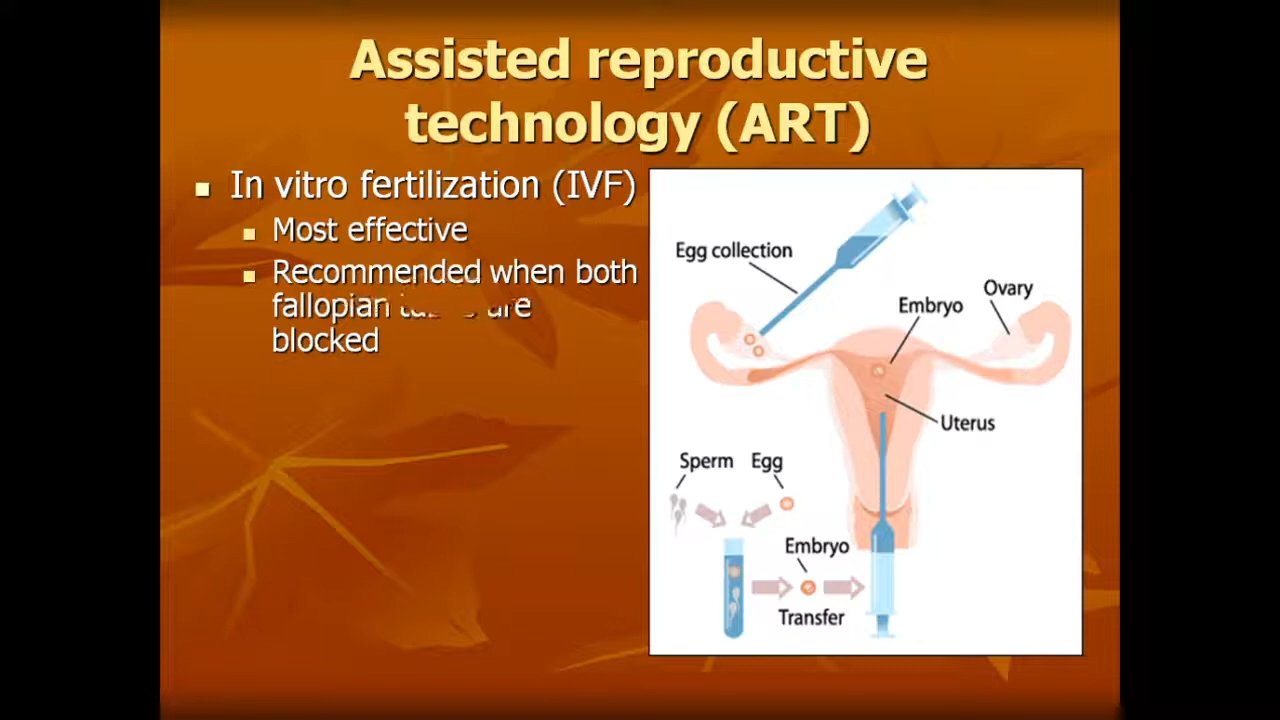 Assisted reproductive
technology (ART)
In vitro fertilization (IVF)
Most effective
Recommended when both
fallopian are
blocked
Egg collection
Ovary
Embryo
Uterus
Sperm Egg
Embryo
Transfer